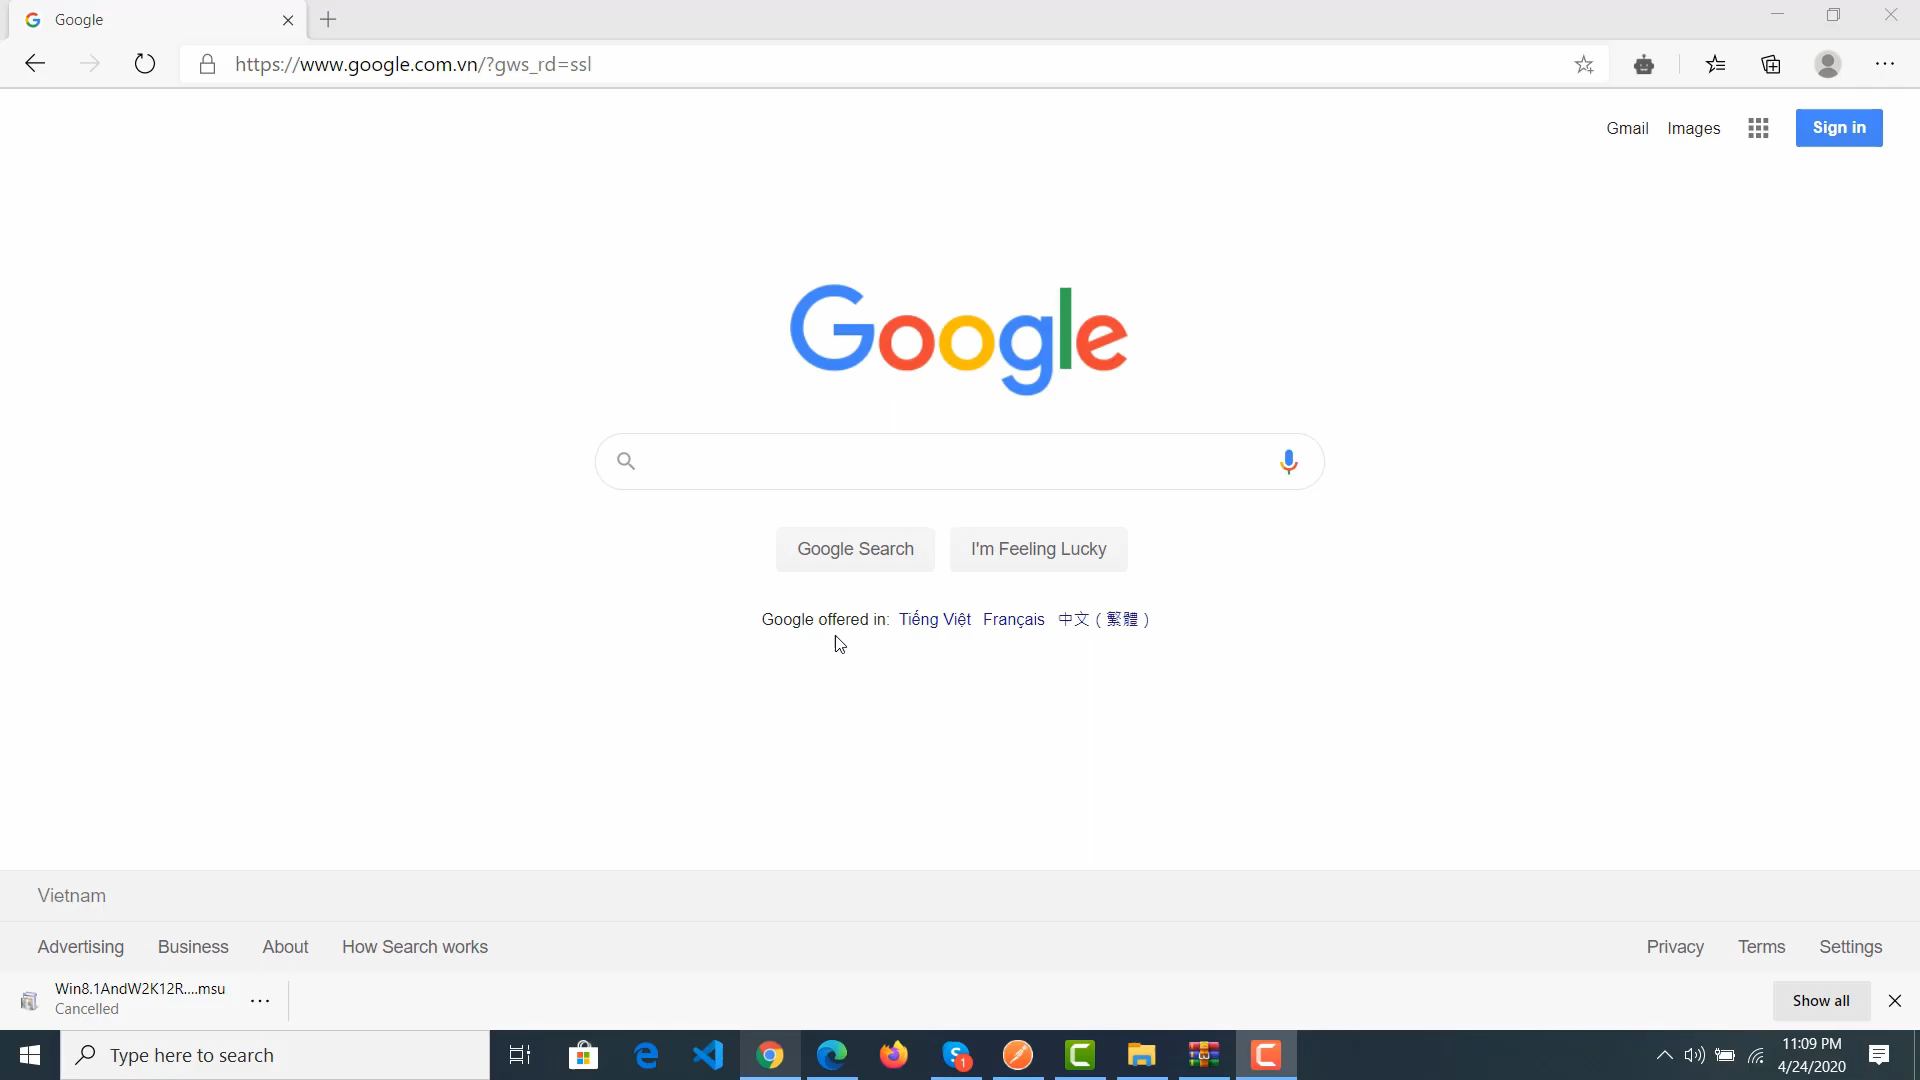 Google
https://www.google.com.vn/?gws_rd=ssl
Gmail Images Sign in
Google
Google Search I'm Feeling Lucky
Google offered in: Tiếng Việt Français 中文 ( 繁體 )
Vietnam
Advertising Business About How Search works Privacy Terms Settings
Win8.1AndW2K12R....msu
Cancelled
Show all
Type here to search
1
11:09 PM
4/24/2020